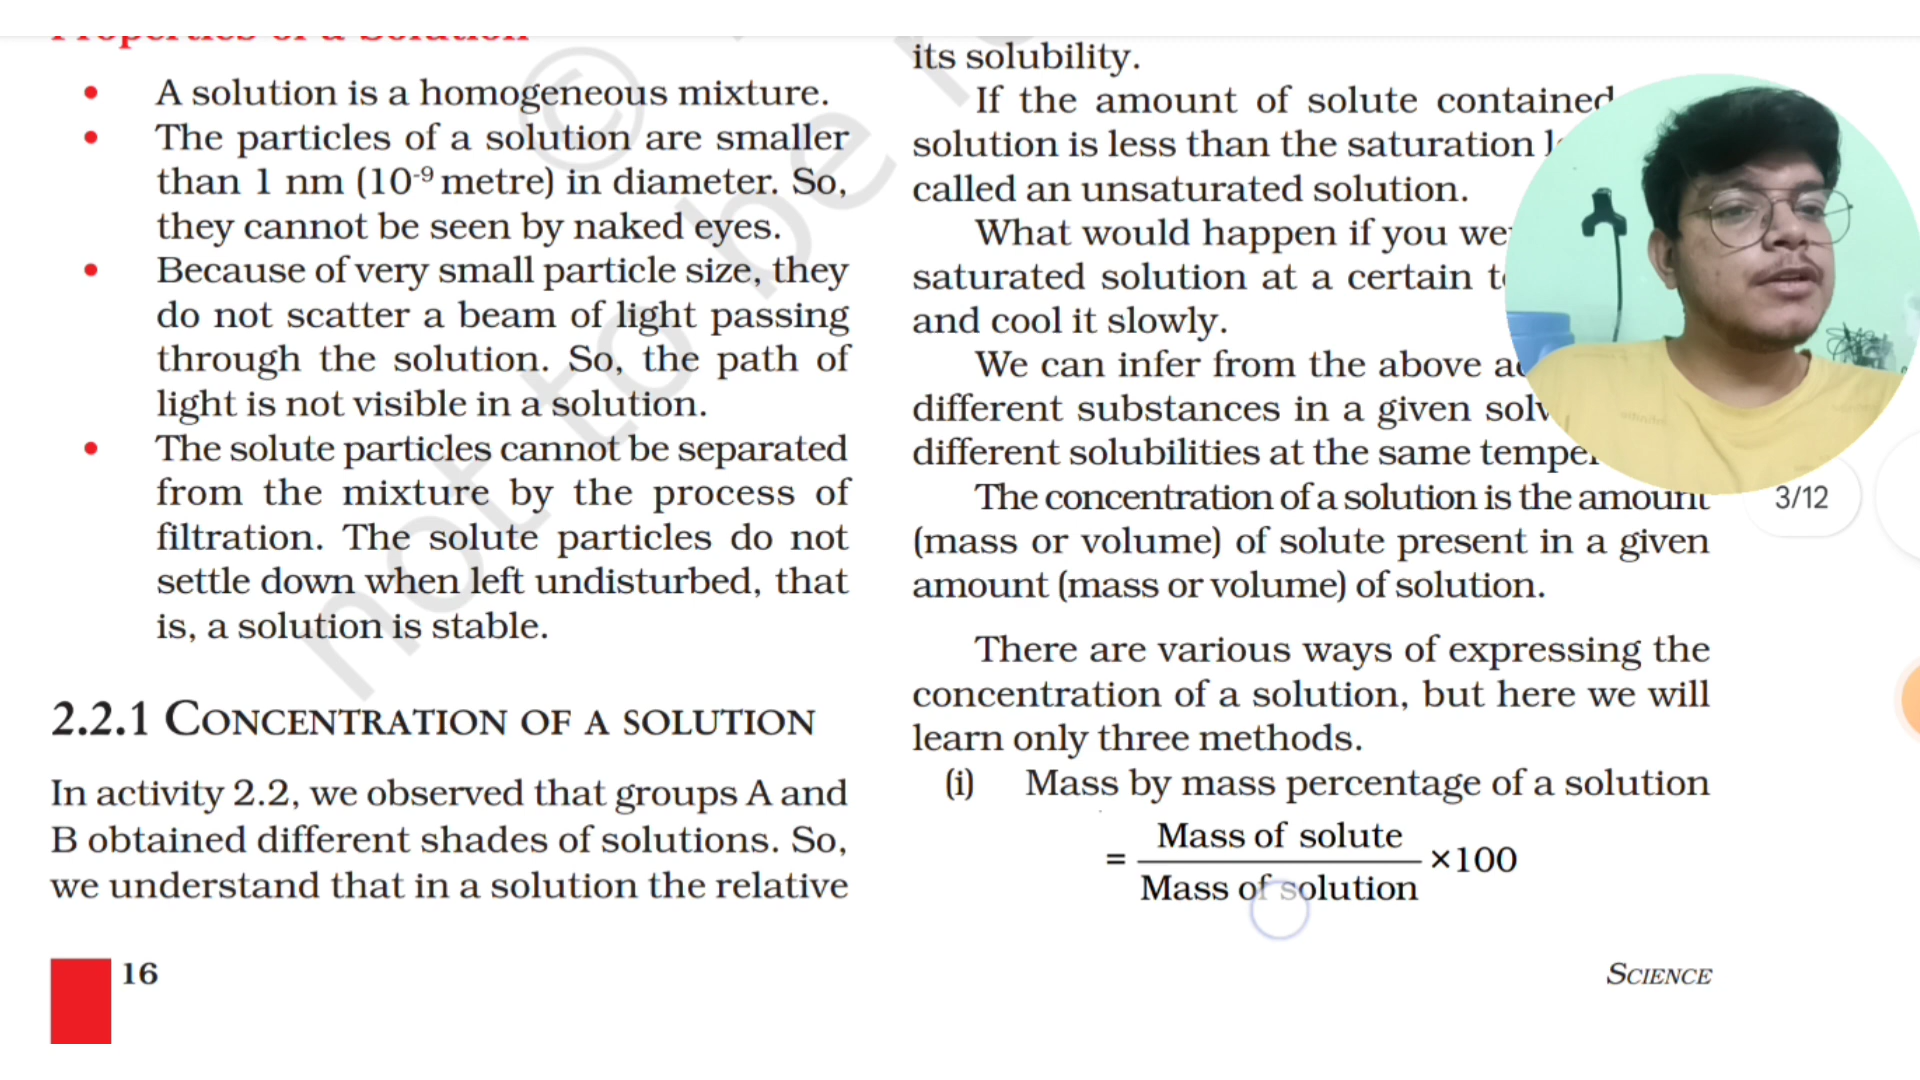 Properties of a Solution
• A solution is a homogeneous mixture.
• The particles of a solution are smaller
than 1 nm (10⁻⁹ metre) in diameter. So,
they cannot be seen by naked eyes.
• Because of very small particle size, they
do not scatter a beam of light passing
through the solution. So, the path of
light is not visible in a solution.
• The solute particles cannot be separated
from the mixture by the process of
filtration. The solute particles do not
settle down when left undisturbed, that
is, a solution is stable.
2.2.1 CONCENTRATION OF A SOLUTION
In activity 2.2, we observed that groups A and
B obtained different shades of solutions. So,
we understand that in a solution the relative
16
its solubility.
If the amount of solute contained
solution is less than the saturation
called an unsaturated solution.
What would happen if you
saturated solution at a certain
and cool it slowly.
We can infer from the above
different substances in a given
different solubilities at the same
The concentration of a solution is the amount
(mass or volume) of solute present in a given
amount (mass or volume) of solution.
There are various ways of expressing the
concentration of a solution, but here we will
learn only three methods.
(i) Mass by mass percentage of a solution
Mass of solute
= ×100
Mass of solution
SCIENCE
3/12
©
not to be